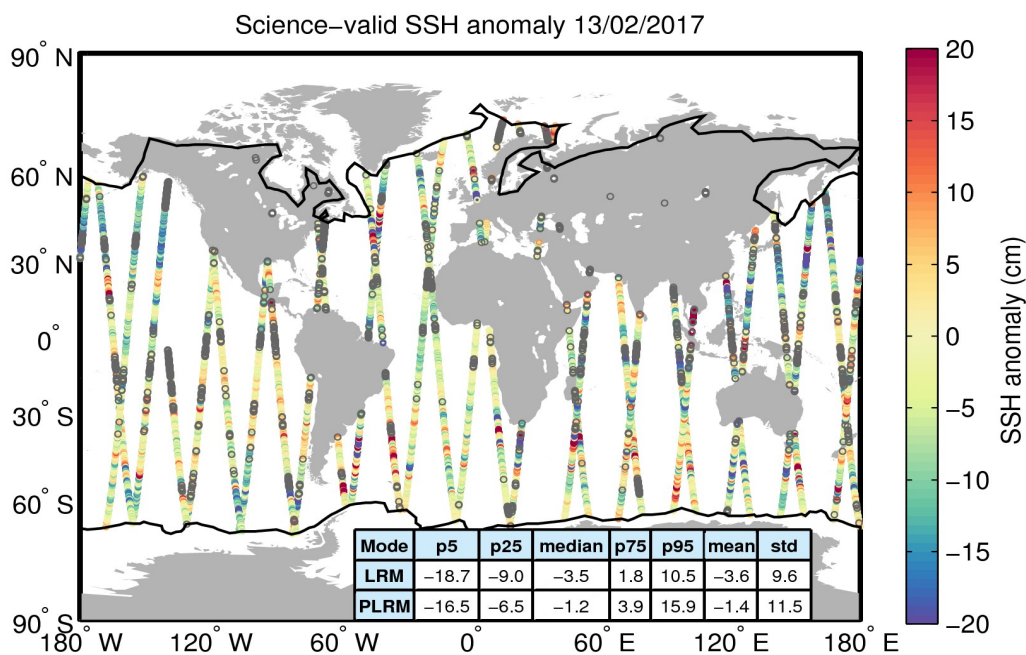 Science−valid SSH anomaly 13/02/2017
90° N
60° N
30° N
0°
30° S
60° S
90° S
180° W
120° W
60° W
0°
60° E
120° E
180° E
Mode p5 p25 median p75 p95 mean std
LRM −18.7 −9.0 −3.5 1.8 10.5 −3.6 9.6
PLRM −16.5 −6.5 −1.2 3.9 15.9 −1.4 11.5
20
15
10
5
0
−5
−10
−15
−20
SSH anomaly (cm)